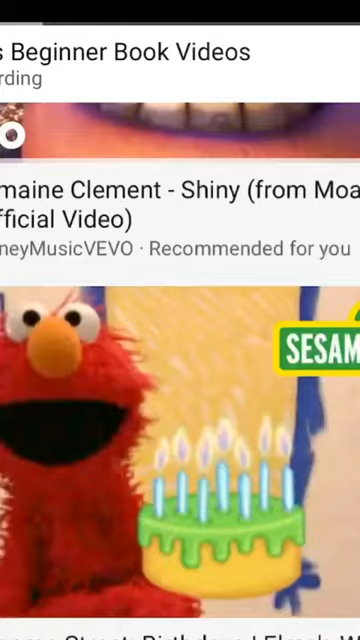 s Beginner Book Videos
rding
maine Clement - Shiny (from Moa
fficial Video)
neyMusicVEVO · Recommended for you
SESAM